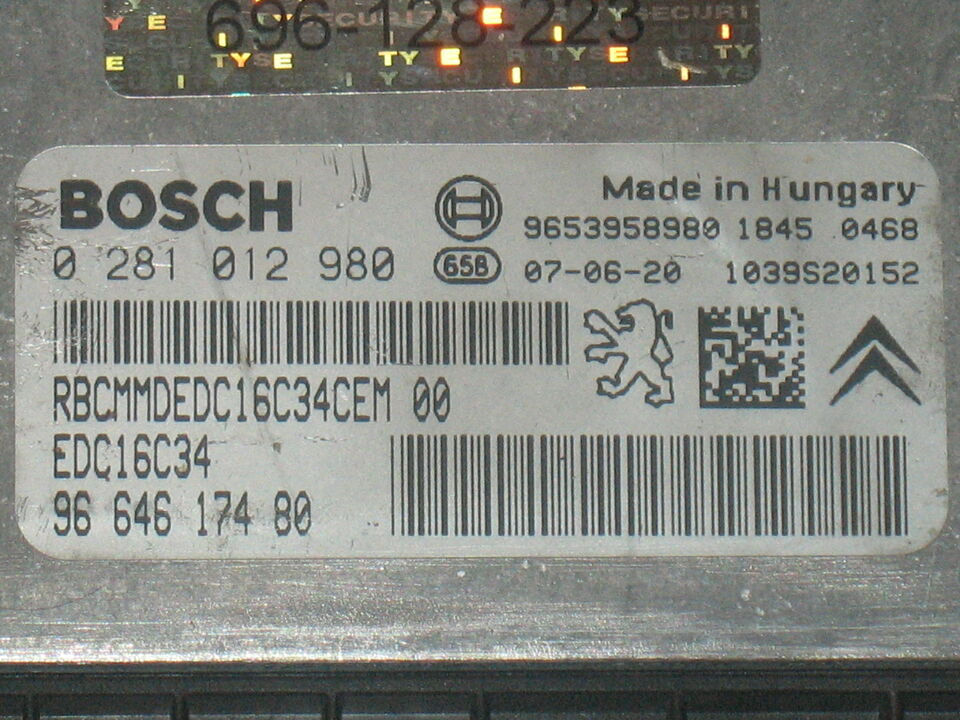 696-128-223
BOSCH
Made in Hungary
9653958980 1845 0468
0 281 012 980
65B
07-06-20 1039S20152
RBCMMDEDC16C34CEM 00
EDC16C34
96 646 174 80